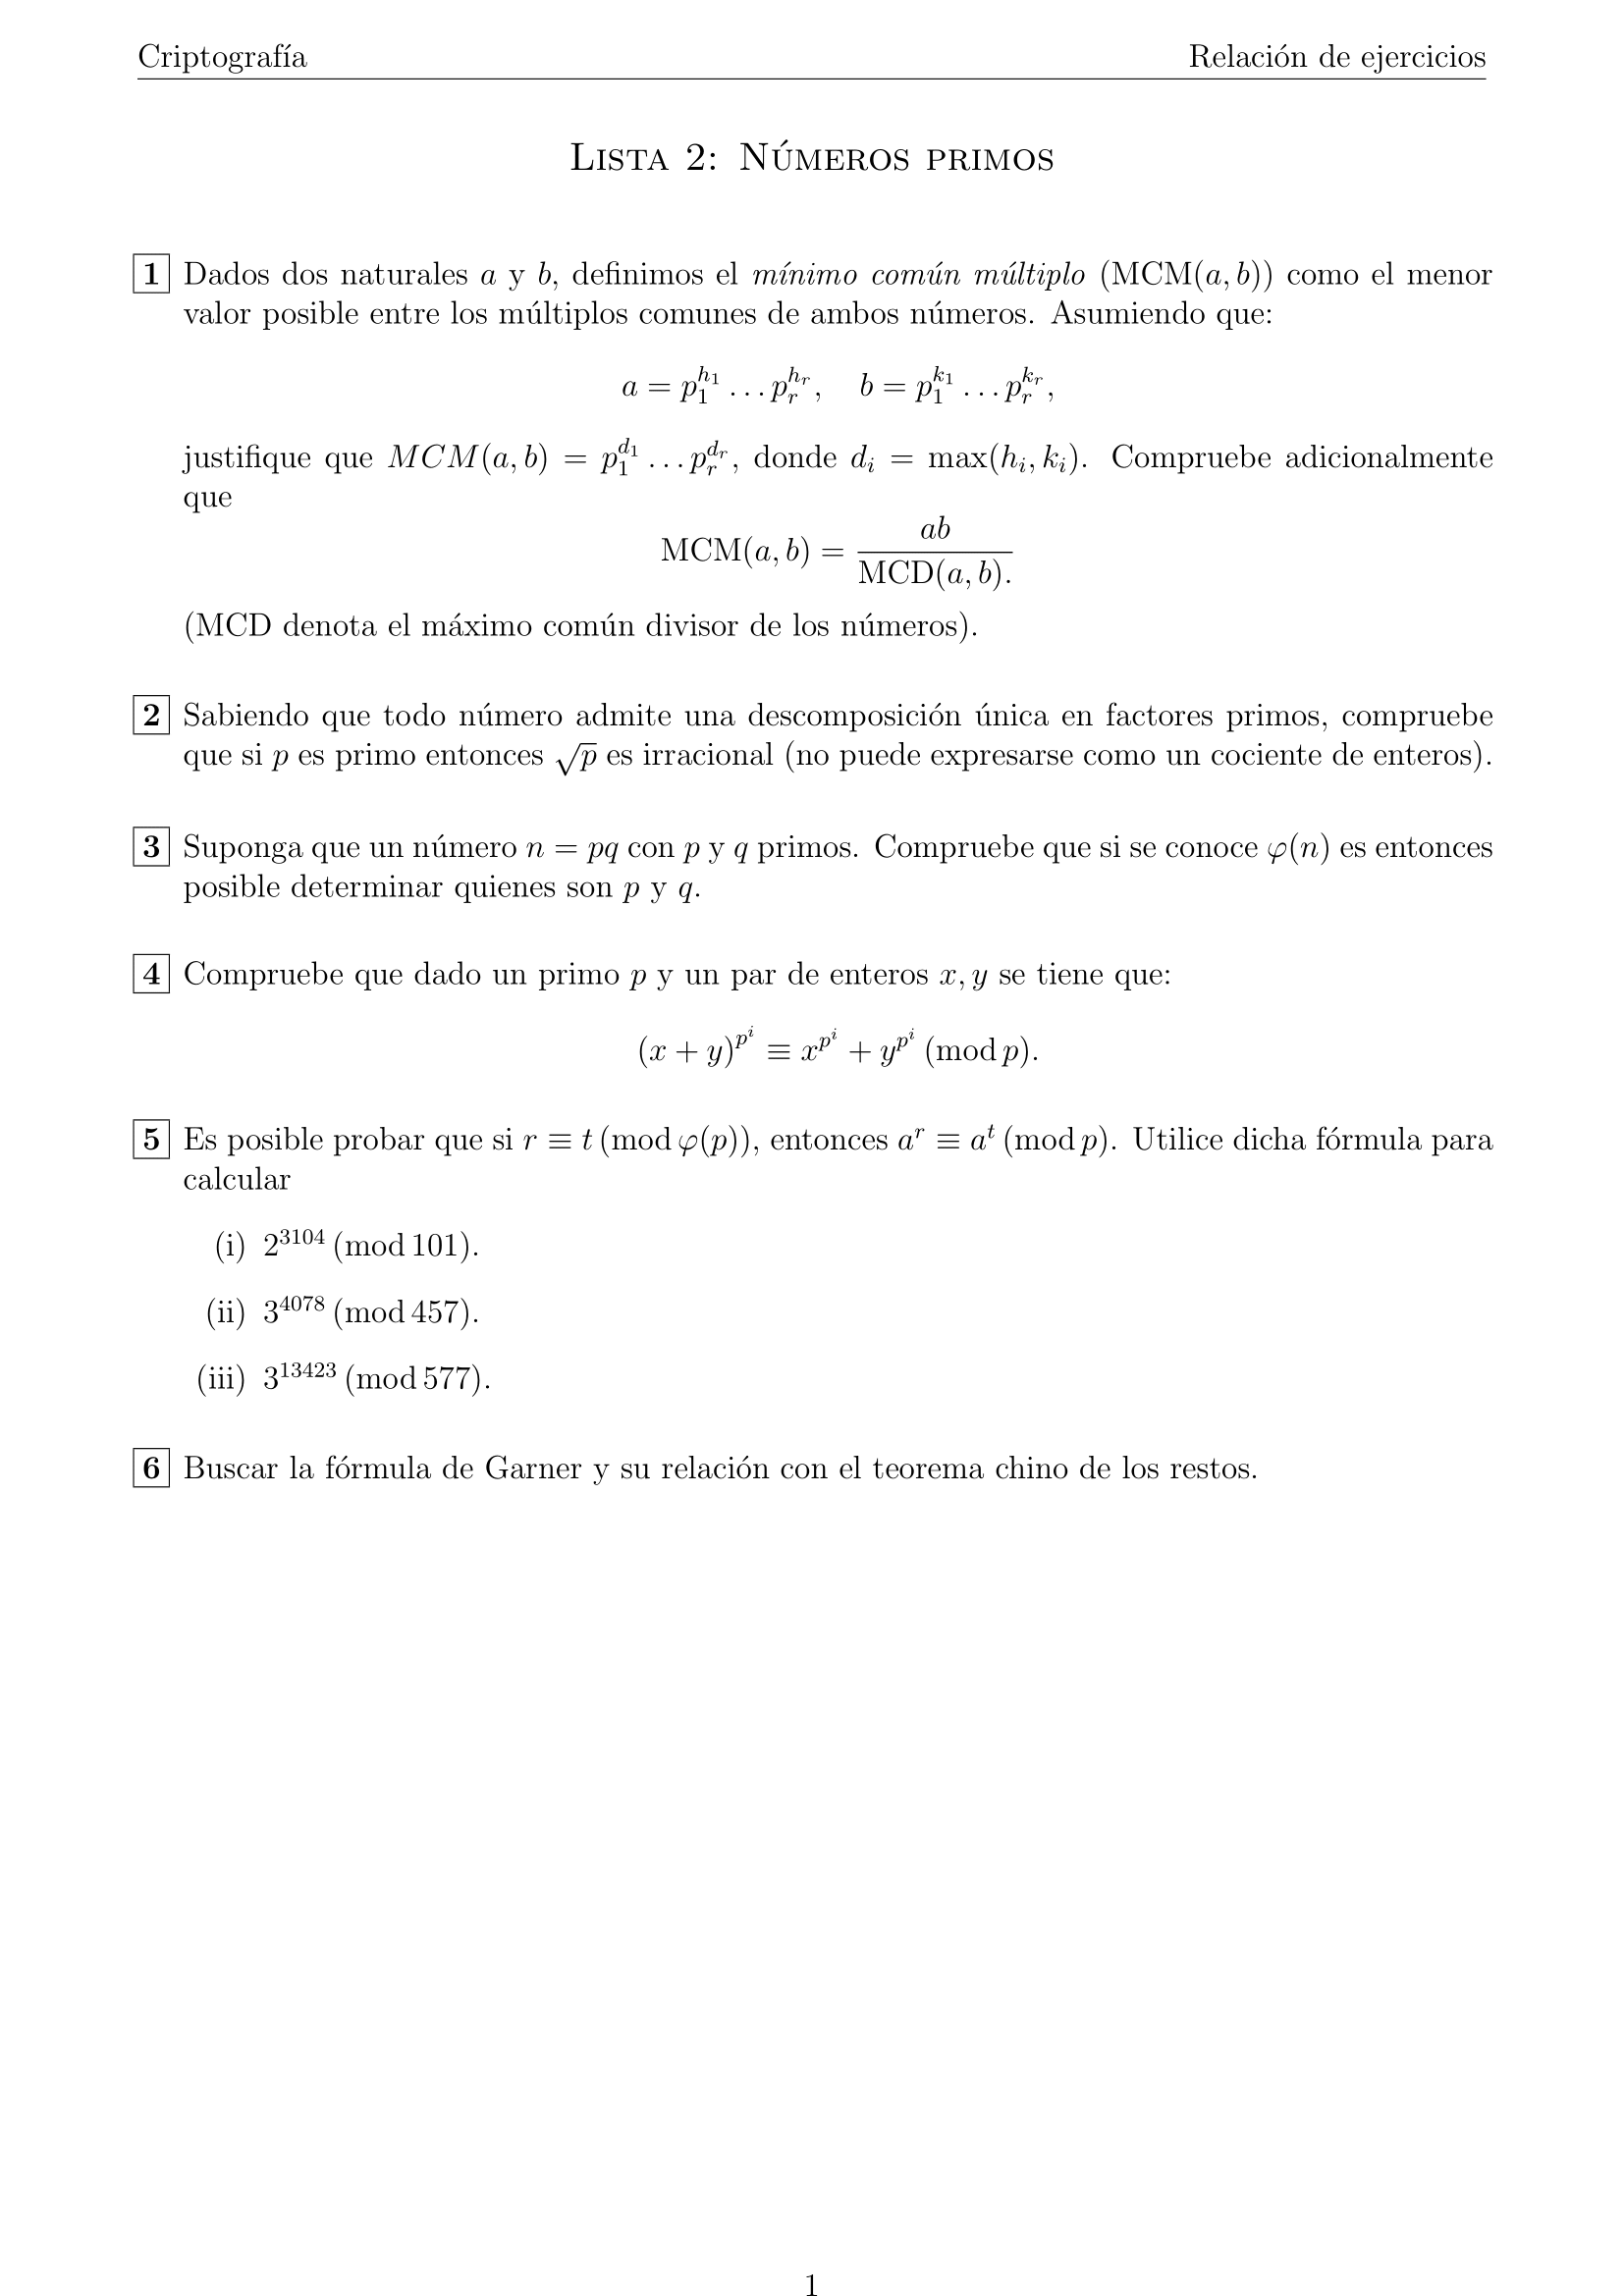 Criptografía Relación de ejercicios
Lista 2: Números primos
1 Dados dos naturales a y b, definimos el mínimo común múltiplo (MCM(a, b)) como el menor
valor posible entre los múltiplos comunes de ambos números. Asumiendo que:
$a = p_1^{h_1} \ldots p_r^{h_r}, \quad b = p_1^{k_1} \ldots p_r^{k_r},$
justifique que $MCM(a, b) = p_1^{d_1} \ldots p_r^{d_r}$, donde $d_i = \max(h_i, k_i)$. Compruebe adicionalmente
que
$\mathrm{MCM}(a, b) = \frac{ab}{\mathrm{MCD}(a, b).}$
(MCD denota el máximo común divisor de los números).
2 Sabiendo que todo número admite una descomposición única en factores primos, compruebe
que si p es primo entonces $\sqrt{p}$ es irracional (no puede expresarse como un cociente de enteros).
3 Suponga que un número $n = pq$ con p y q primos. Compruebe que si se conoce $\varphi(n)$ es entonces
posible determinar quienes son p y q.
4 Compruebe que dado un primo p y un par de enteros x, y se tiene que:
$(x + y)^{p^i} \equiv x^{p^i} + y^{p^i} \pmod{p}.$
5 Es posible probar que si $r \equiv t \pmod{\varphi(p)}$, entonces $a^r \equiv a^t \pmod{p}$. Utilice dicha fórmula para
calcular
(i) $2^{3104} \pmod{101}$.
(ii) $3^{4078} \pmod{457}$.
(iii) $3^{13423} \pmod{577}$.
6 Buscar la fórmula de Garner y su relación con el teorema chino de los restos.
1